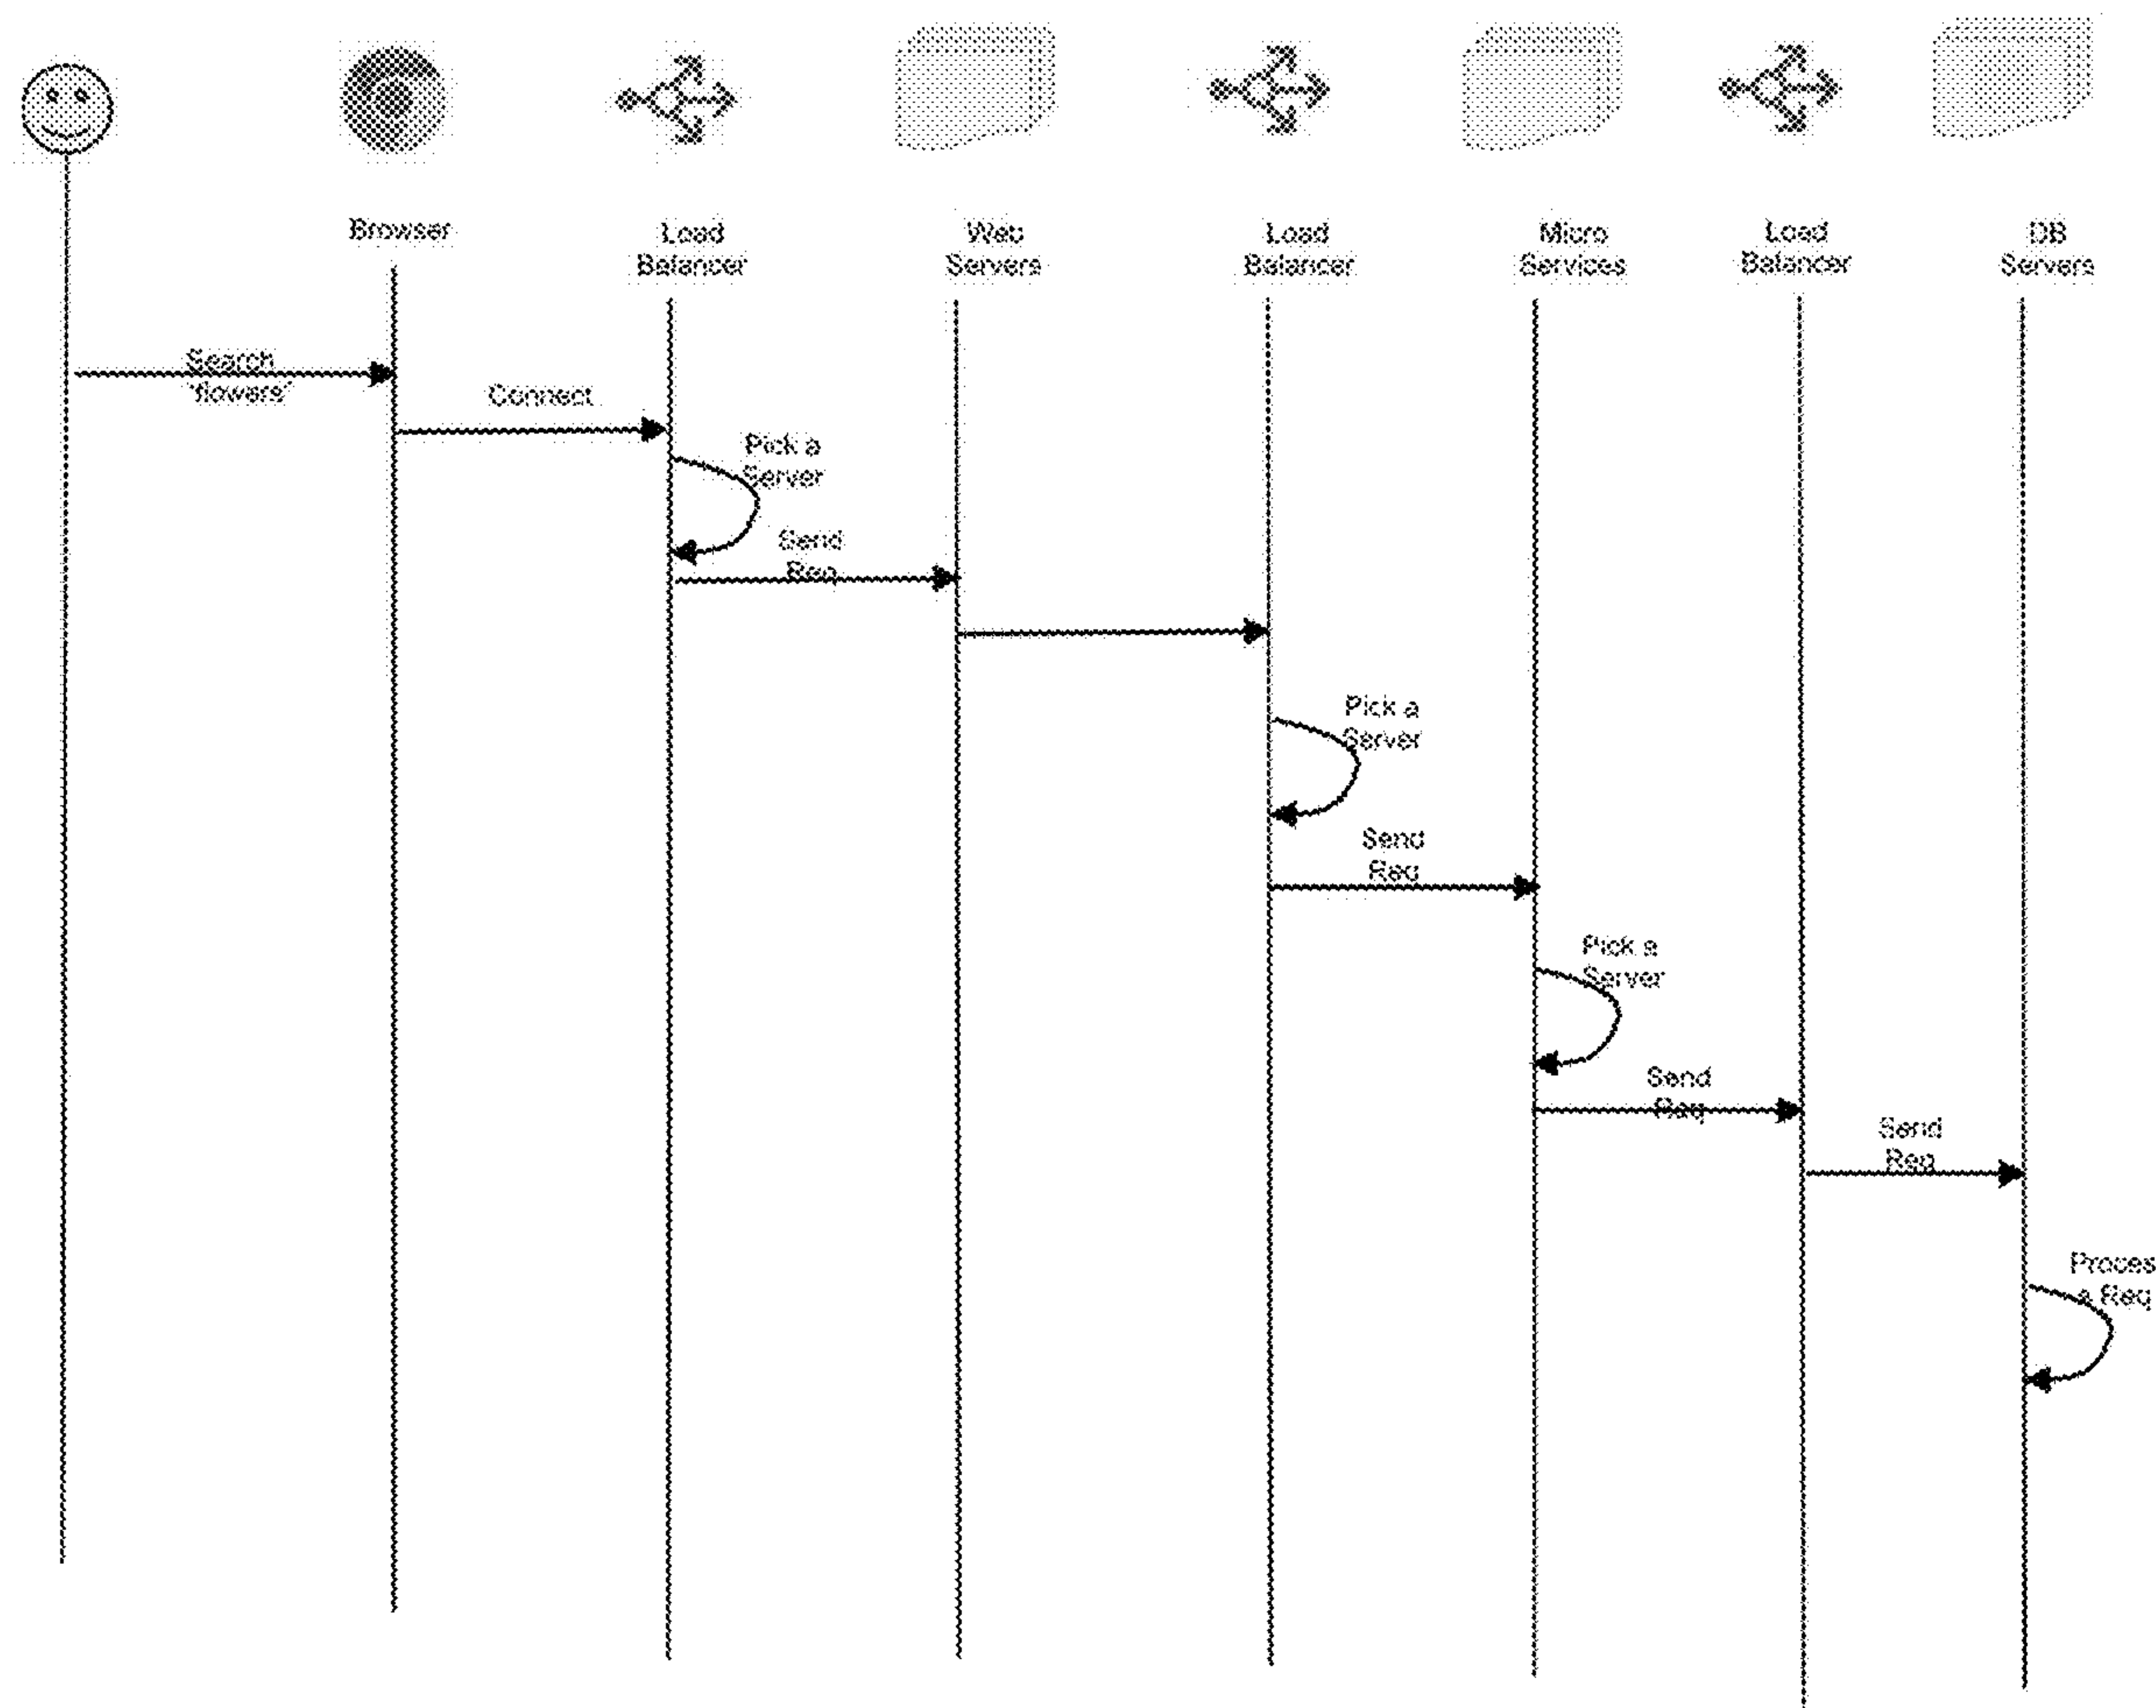 Browser
Load
Balancer
Web
Servers
Load
Balancer
Micro
Services
Load
Balancer
DB
Servers
Search
'flowers'
Connect
Pick a
Server
Send
Req
Pick a
Server
Send
Req
Pick a
Server
Send
Req
Send
Req
Proces
a Req